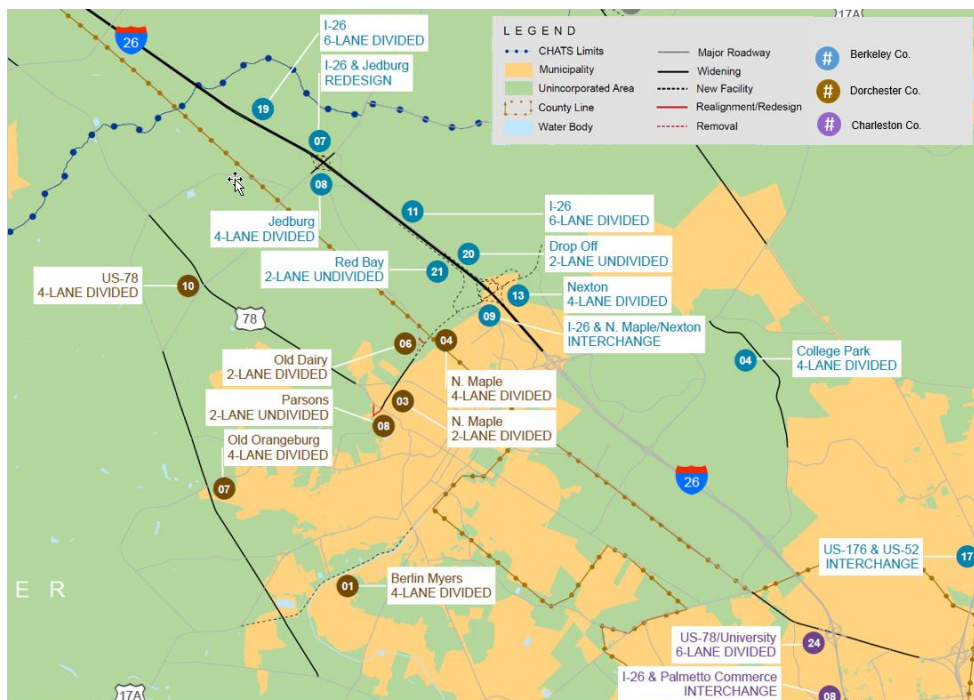 17A
LEGEND
CHATS Limits
Municipality
Unincorporated Area
County Line
Water Body
Major Roadway
Widening
New Facility
Realignment/Redesign
Removal
# Berkeley Co.
# Dorchester Co.
# Charleston Co.
26
I-26
6-LANE DIVIDED
I-26 & Jedburg
REDESIGN
19
07
08
Jedburg
4-LANE DIVIDED
11
I-26
6-LANE DIVIDED
20
Drop Off
2-LANE UNDIVIDED
Red Bay
2-LANE UNDIVIDED
21
US-78
4-LANE DIVIDED
10
13
Nexton
4-LANE DIVIDED
09
I-26 & N. Maple/Nexton
INTERCHANGE
78
06
04
Old Dairy
2-LANE DIVIDED
N. Maple
4-LANE DIVIDED
04
College Park
4-LANE DIVIDED
Parsons
2-LANE UNDIVIDED
03
08
N. Maple
2-LANE DIVIDED
Old Orangeburg
4-LANE DIVIDED
07
26
US-176 & US-52
INTERCHANGE
17
E R
01
Berlin Myers
4-LANE DIVIDED
US-78/University
6-LANE DIVIDED
24
I-26 & Palmetto Commerce
INTERCHANGE
08
17A